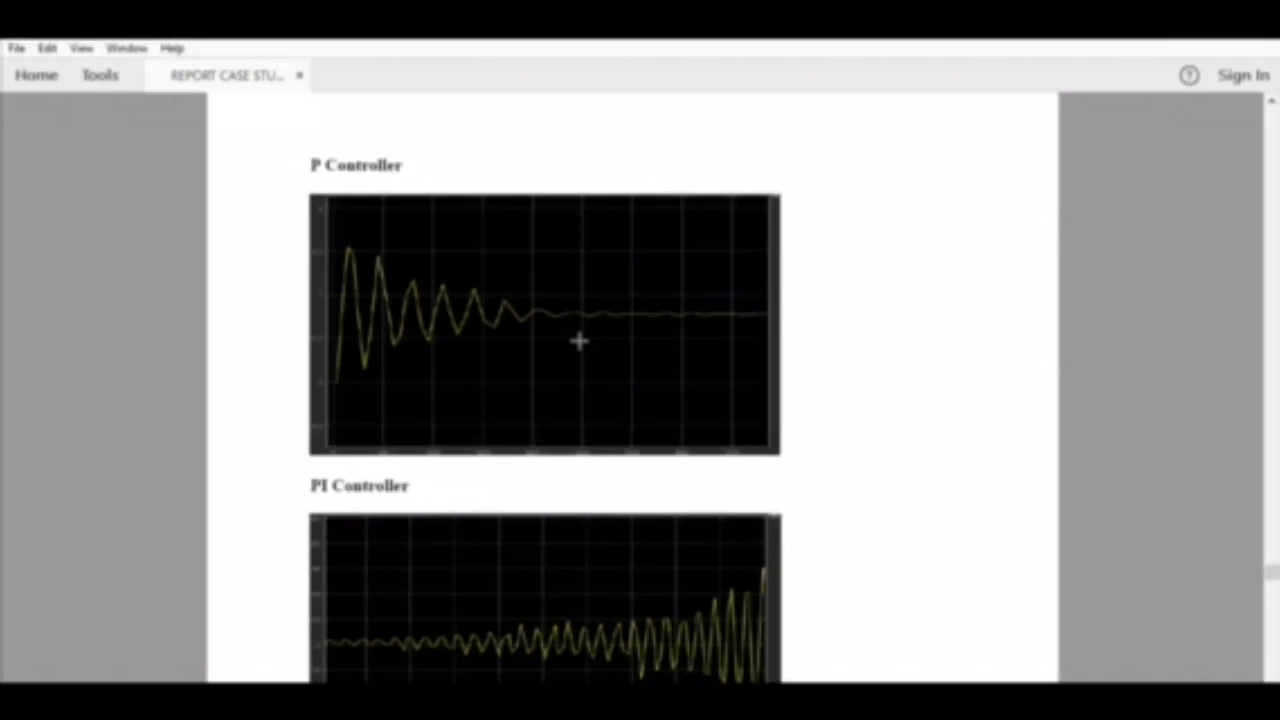 File Edit View Window Help
Home Tools REPORT CASE STU... × ? Sign In
P Controller
PI Controller